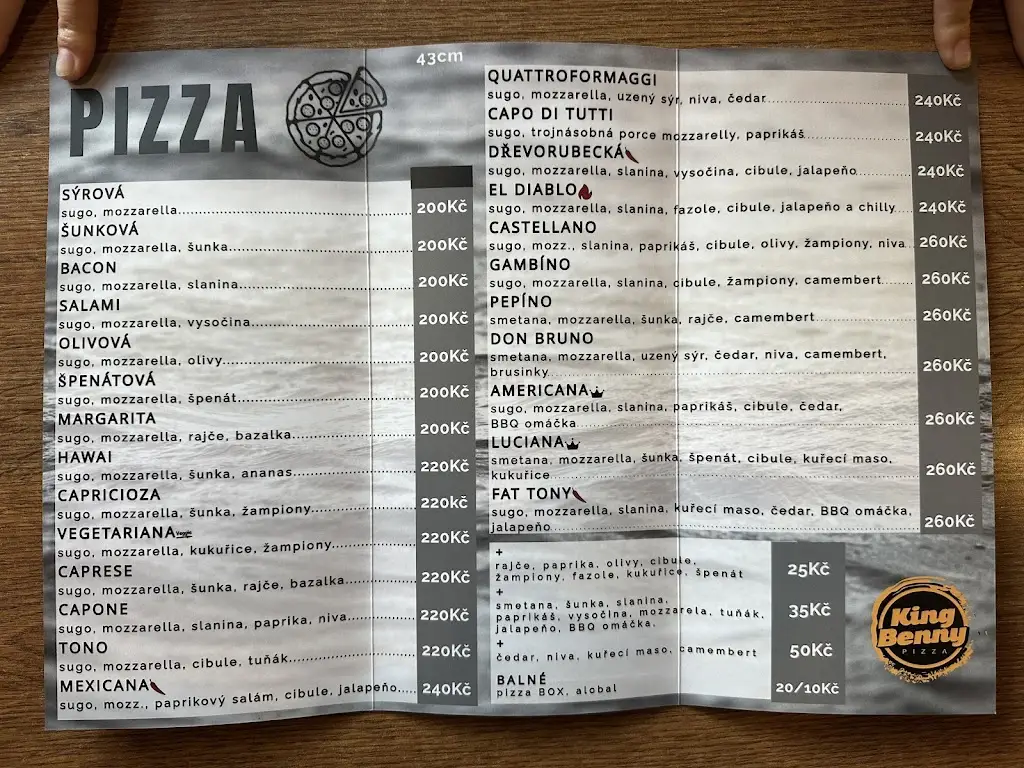 43cm
PIZZA
SÝROVÁ
sugo, mozzarella 200Kč
ŠUNKOVÁ
sugo, mozzarella, šunka 200Kč
BACON
sugo, mozzarella, slanina 200Kč
SALAMI
sugo, mozzarella, vysočina 200Kč
OLIVOVÁ
sugo, mozzarella, olivy 200Kč
ŠPENÁTOVÁ
sugo, mozzarella, špenát 200Kč
MARGARITA
sugo, mozzarella, rajče, bazalka 200Kč
HAWAI
sugo, mozzarella, šunka, ananas 220Kč
CAPRICIOZA
sugo, mozzarella, šunka, žampiony 220kč
VEGETARIANA
sugo, mozzarella, kukuřice, žampiony 220Kč
CAPRESE
sugo, mozzarella, šunka, rajče, bazalka 220Kč
CAPONE
sugo, mozzarella, slanina, paprika, niva 220Kč
TONO
sugo, mozzarella, cibule, tuňák 220Kč
MEXICANA
sugo, mozz., paprikový salám, cibule, jalapeňo 240Kč
QUATTROFORMAGGI
sugo, mozzarella, uzený sýr, niva, čedar 240Kč
CAPO DI TUTTI
sugo, trojnásobná porce mozzarelly, paprikáš 240Kč
DŘEVORUBECKÁ
sugo, mozzarella, slanina, vysočina, cibule, jalapeňo 240Kč
EL DIABLO
sugo, mozzarella, slanina, fazole, cibule, jalapeňo a chilly 240Kč
CASTELLANO
sugo, mozz., slanina, paprikáš, cibule, olivy, žampiony, niva 260Kč
GAMBÍNO
sugo, mozzarella, slanina, cibule, žampiony, camembert 260Kč
PEPÍNO
smetana, mozzarella, šunka, rajče, camembert 260Kč
DON BRUNO
smetana, mozzarella, uzený sýr, čedar, niva, camembert,
brusinky 260Kč
AMERICANA
sugo, mozzarella, slanina, paprikáš, cibule, čedar,
BBQ omáčka 260Kč
LUCIANA
smetana, mozzarella, šunka, špenát, cibule, kuřecí maso,
kukuřice 260Kč
FAT TONY
sugo, mozzarella, slanina, kuřecí maso, čedar, BBQ omáčka,
jalapeňo 260Kč
+
rajče, paprika, olivy, cibule,
žampiony, fazole, kukuřice, špenát 25Kč
+
smetana, šunka, slanina,
paprikáš, vysočina, mozzarela, tuňák, 35Kč
jalapeňo, BBQ omáčka.
+
čedar, niva, kuřecí maso, camembert 50Kč
BALNÉ
pizza BOX, alobal 20/10Kč
King
Benny
PIZZA